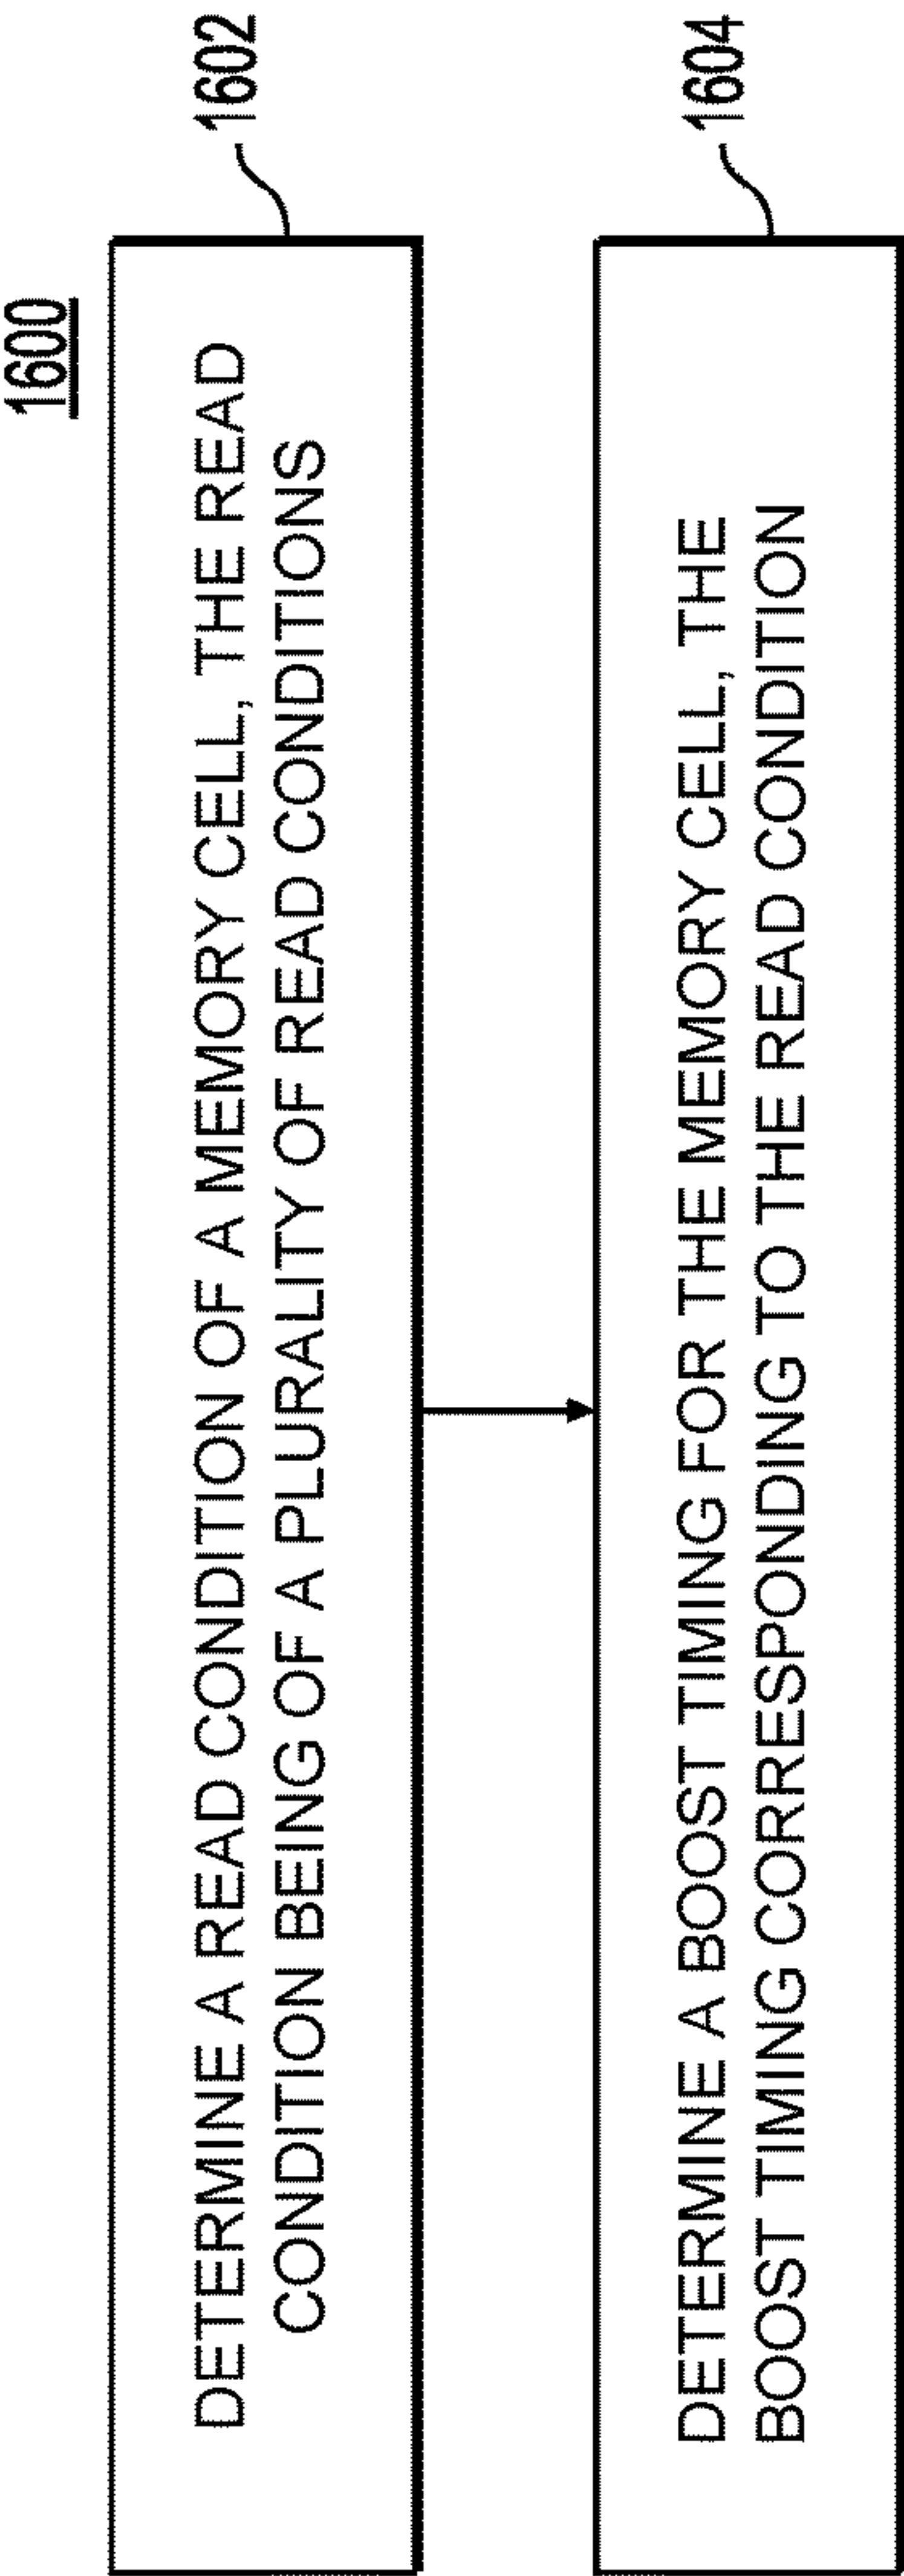 1600
DETERMINE A READ CONDITION OF A MEMORY CELL, THE READ
CONDITION BEING OF A PLURALITY OF READ CONDITIONS
1602
DETERMINE A BOOST TIMING FOR THE MEMORY CELL, THE
BOOST TIMING CORRESPONDING TO THE READ CONDITION
1604